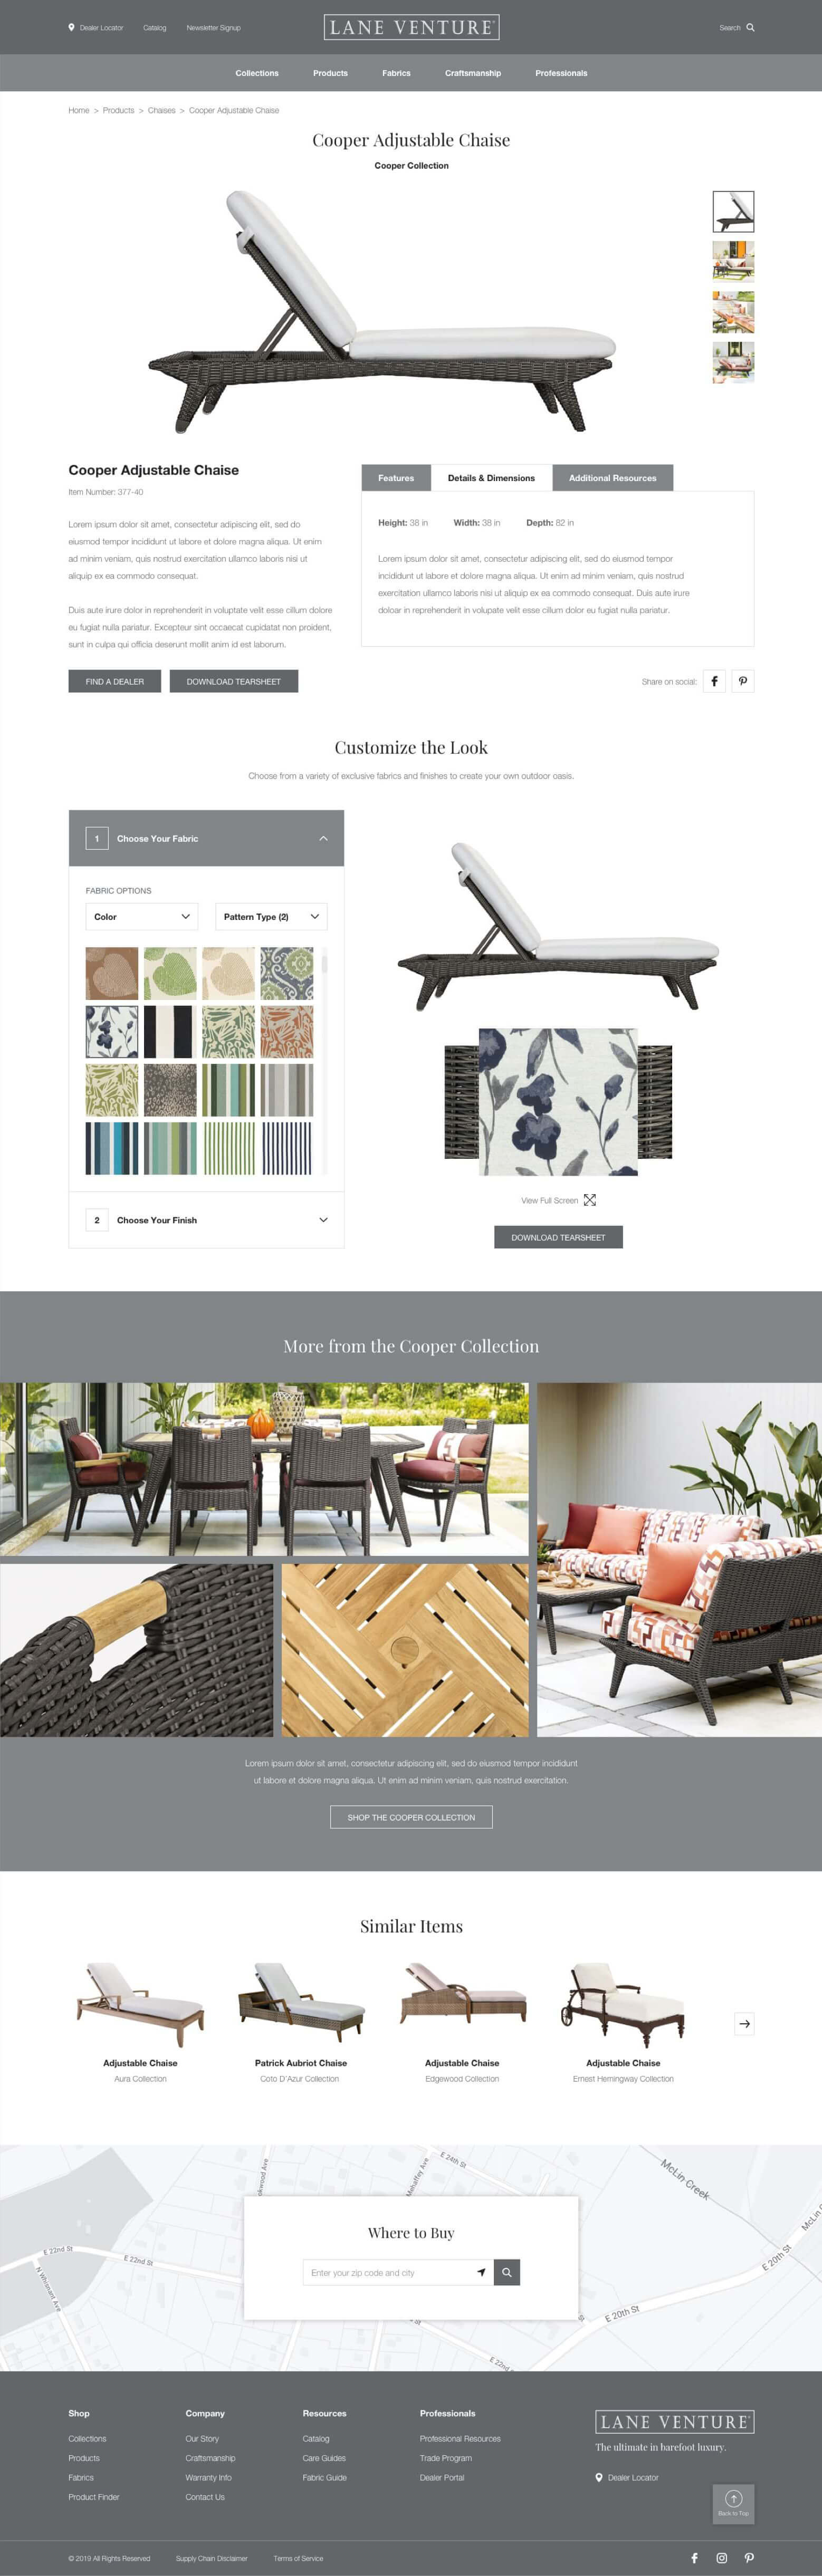 Dealer Locator Catalog Newsletter Signup
LANE VENTURE
Search
Collections Products Fabrics Craftsmanship Professionals
Home > Products > Chaises > Cooper Adjustable Chaise
Cooper Adjustable Chaise
Cooper Collection
Cooper Adjustable Chaise
Item Number: 377-40
Lorem ipsum dolor sit amet, consectetur adipiscing elit, sed do
eiusmod tempor incididunt ut labore et dolore magna aliqua. Ut enim
ad minim veniam, quis nostrud exercitation ullamco laboris nisi ut
aliquip ex ea commodo consequat.
Duis aute irure dolor in reprehenderit in voluptate velit esse cillum dolore
eu fugiat nulla pariatur. Excepteur sint occaecat cupidatat non proident,
sunt in culpa qui officia deserunt mollit anim id est laborum.
FIND A DEALER DOWNLOAD TEARSHEET
Features Details & Dimensions Additional Resources
Height: 38 in Width: 38 in Depth: 82 in
Lorem ipsum dolor sit amet, consectetur adipiscing elit, sed do eiusmod tempor
incididunt ut labore et dolore magna aliqua. Ut enim ad minim veniam, quis nostrud
exercitation ullamco laboris nisi ut aliquip ex ea commodo consequat. Duis aute irure
doloar in reprehenderit in volupate velit esse cillum dolor eu fugiat nulla pariatur.
Share on social:
Customize the Look
Choose from a variety of exclusive fabrics and finishes to create your own outdoor oasis.
1 Choose Your Fabric
FABRIC OPTIONS
Color Pattern Type (2)
2 Choose Your Finish
View Full Screen
DOWNLOAD TEARSHEET
More from the Cooper Collection
Lorem ipsum dolor sit amet, consectetur adipiscing elit, sed do eiusmod tempor incididunt
ut labore et dolore magna aliqua. Ut enim ad minim veniam, quis nostrud exercitation.
SHOP THE COOPER COLLECTION
Similar Items
Adjustable Chaise
Aura Collection
Patrick Aubriot Chaise
Coto D'Azur Collection
Adjustable Chaise
Edgewood Collection
Adjustable Chaise
Ernest Hemingway Collection
E 24th St
Mahaffey Ave
McLin Creek
E 22nd St
E 22nd St
N Whisnant Ave
E 20th St
E 20th St
Where to Buy
Enter your zip code and city
Shop
Collections
Products
Fabrics
Product Finder
Company
Our Story
Craftsmanship
Warranty Info
Contact Us
Resources
Catalog
Care Guides
Fabric Guide
Professionals
Professional Resources
Trade Program
Dealer Portal
LANE VENTURE
The ultimate in barefoot luxury.
Dealer Locator
Back to Top
© 2019 All Rights Reserved Supply Chain Disclaimer Terms of Service